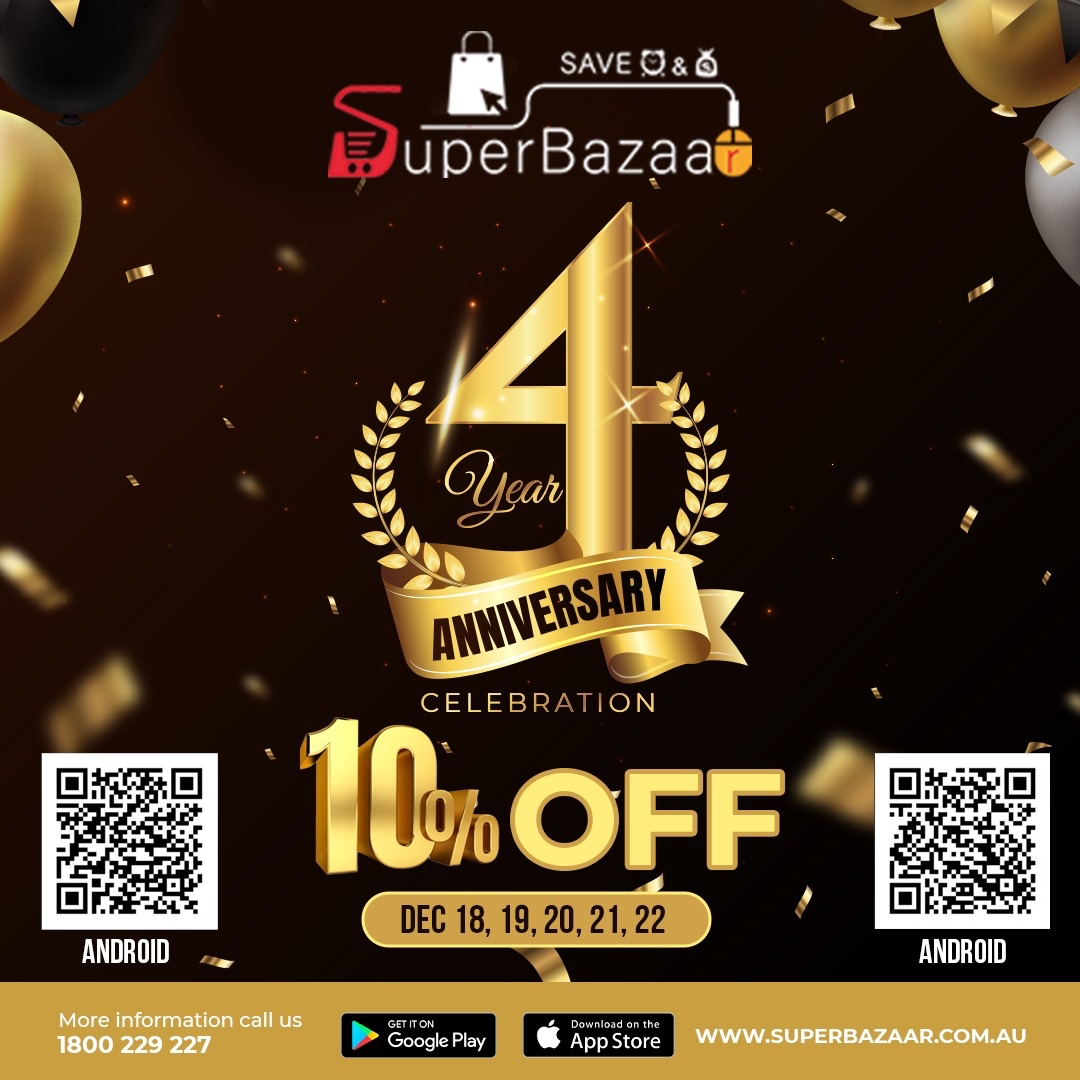 SAVE &
SuperBazaar
4
Year
ANNIVERSARY
CELEBRATION
10% OFF
DEC 18, 19, 20, 21, 22
ANDROID
ANDROID
More information call us
1800 229 227
GET IT ON
Google Play
Download on the
App Store
WWW.SUPERBAZAAR.COM.AU